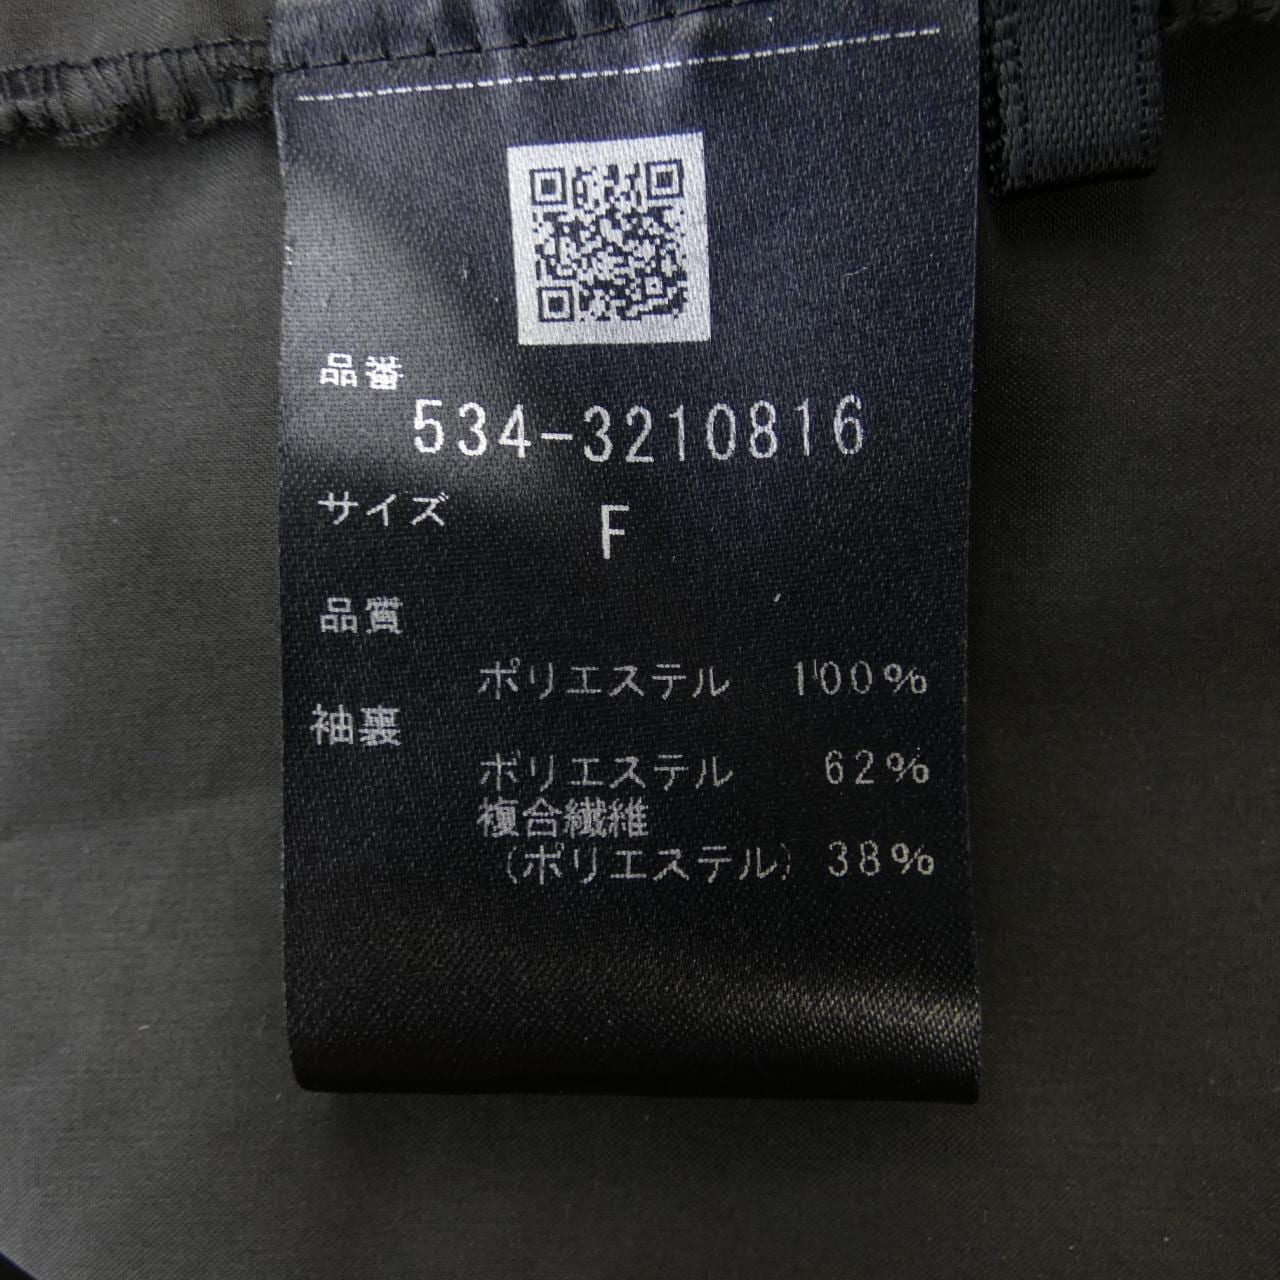 品番
534-3210816
サイズ F
品質
ポリエステル 100%
袖裏
ポリエステル 62%
複合繊維
(ポリエステル) 38%